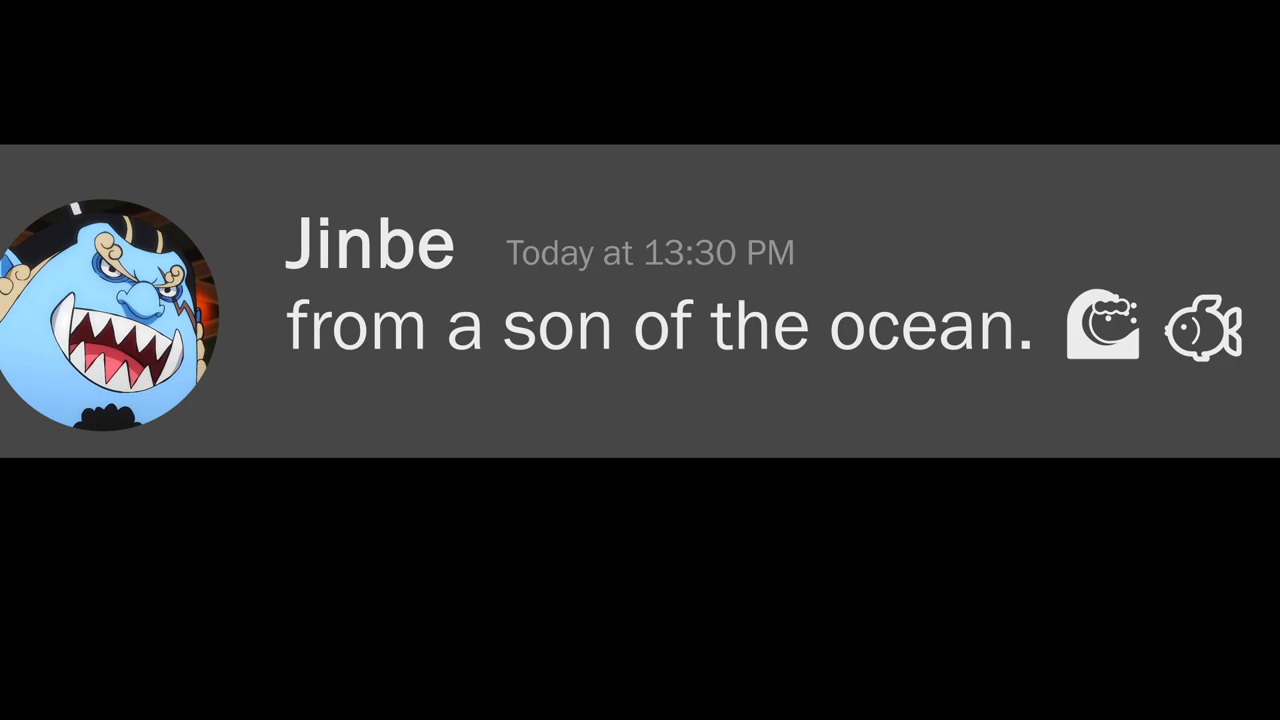 Jinbe Today at 13:30 PM
from a son of the ocean. 🌊 🐡